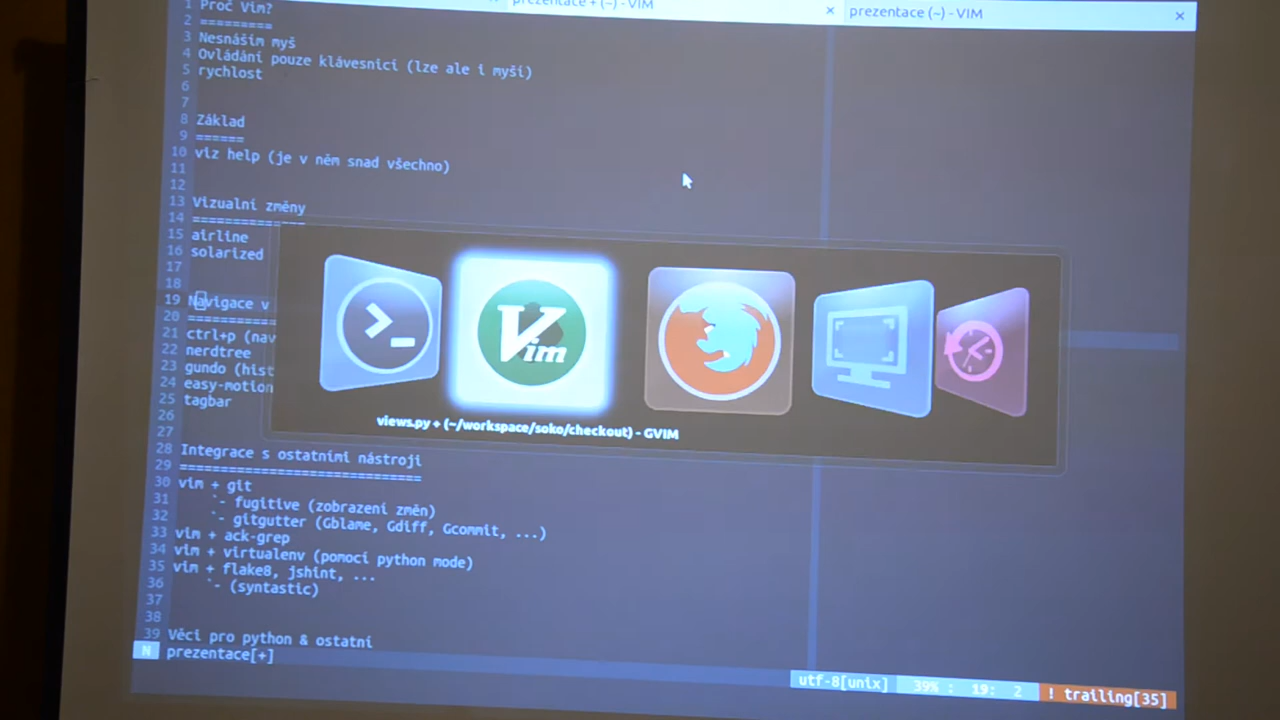 prezentace + (~) - VIM
prezentace (~) - VIM
1 Proč Vim?
2 =========
3 Nesnáším myš
4 Ovládání pouze klávesnicí (lze ale i myší)
5 rychlost
6
7
8 Základ
9 ======
10 viz help (je v něm snad všechno)
11
12
13 Vizualní změny
14 ==============
15 airline
16 solarized
17
18
19 Navigace v
20 ==========
21 ctrl+p (nav
22 nerdtree
23 gundo (hist
24 easy-motion
25 tagbar
26
27
Vim
views.py + (~/workspace/soko/checkout) - GVIM
28 Integrace s ostatními nástroji
29 ==============================
30 vim + git
31 `- fugitive (zobrazení změn)
32 `- gitgutter (Gblame, Gdiff, Gcommit, ...)
33 vim + ack-grep
34 vim + virtualenv (pomocí python mode)
35 vim + flake8, jshint, ...
36 `- (syntastic)
37
38
39 Věci pro python & ostatní
N prezentace[+]
utf-8[unix] 39% : 19: 2 ! trailing[35]